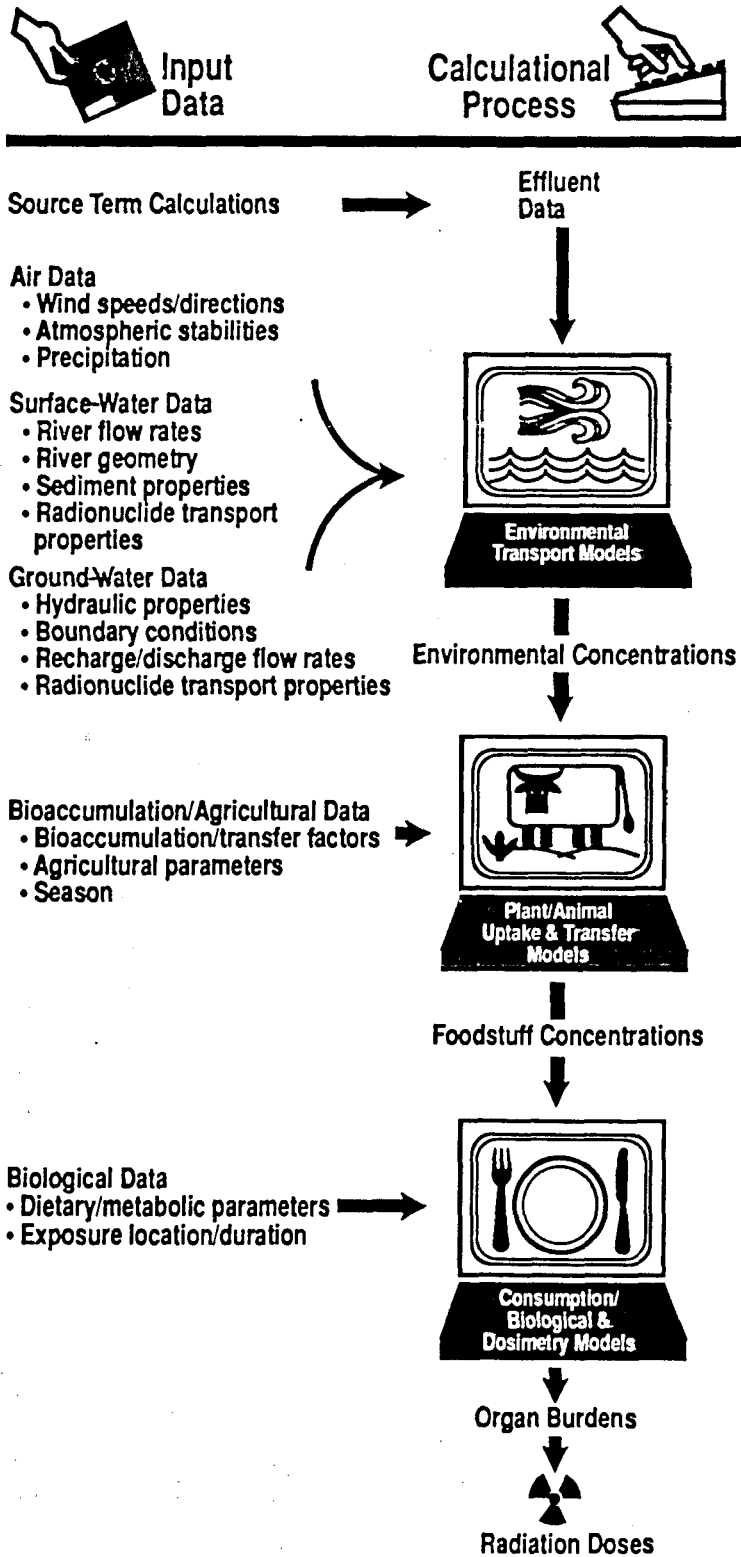 Input
Data
Calculational
Process
Source Term Calculations
Effluent
Data
Air Data
• Wind speeds/directions
• Atmospheric stabilities
• Precipitation
Surface-Water Data
• River flow rates
• River geometry
• Sediment properties
• Radionuclide transport
properties
Environmental
Transport Models
Ground-Water Data
• Hydraulic properties
• Boundary conditions
• Recharge/discharge flow rates
• Radionuclide transport properties
Environmental Concentrations
Bioaccumulation/Agricultural Data
• Bioaccumulation/transfer factors
• Agricultural parameters
• Season
Plant/Animal
Uptake & Transfer
Models
Foodstuff Concentrations
Biological Data
• Dietary/metabolic parameters
• Exposure location/duration
Consumption/
Biological &
Dosimetry Models
Organ Burdens
Radiation Doses